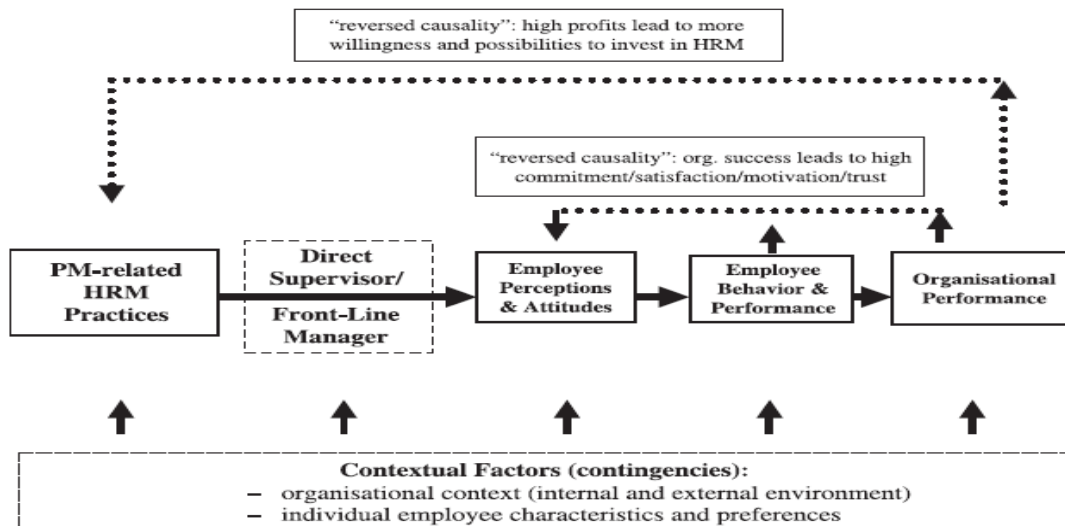 “reversed causality”: high profits lead to more
willingness and possibilities to invest in HRM
“reversed causality”: org. success leads to high
commitment/satisfaction/motivation/trust
PM-related
HRM
Practices
Direct
Supervisor/
Front-Line
Manager
Employee
Perceptions
& Attitudes
Employee
Behavior &
Performance
Organisational
Performance
Contextual Factors (contingencies):
– organisational context (internal and external environment)
– individual employee characteristics and preferences